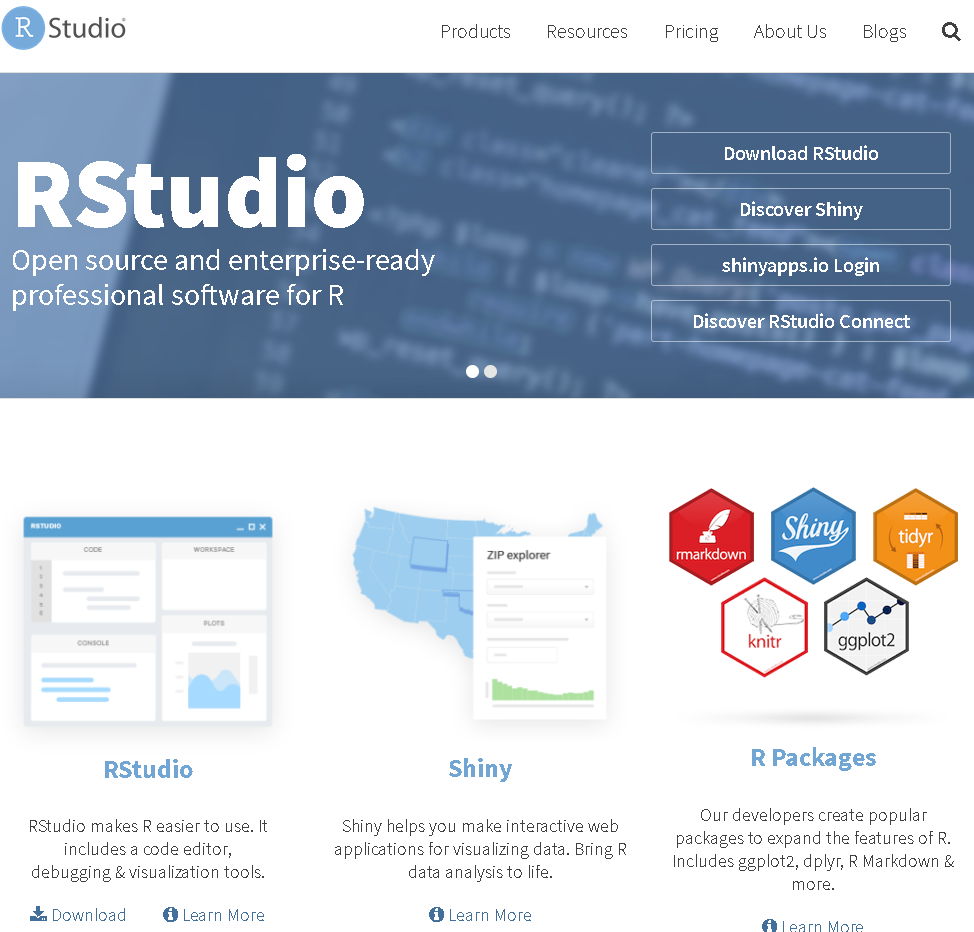 R Studio
Products Resources Pricing About Us Blogs
RStudio
Open source and enterprise-ready
professional software for R
Download RStudio
Discover Shiny
shinyapps.io Login
Discover RStudio Connect
RSTUDIO
CODE
WORKSPACE
CONSOLE
PLOTS
ZIP explorer
rmarkdown
Shiny
tidyr
knitr
ggplot2
RStudio
RStudio makes R easier to use. It
includes a code editor,
debugging & visualization tools.
Download Learn More
Shiny
Shiny helps you make interactive web
applications for visualizing data. Bring R
data analysis to life.
Learn More
R Packages
Our developers create popular
packages to expand the features of R.
Includes ggplot2, dplyr, R Markdown &
more.
Learn More